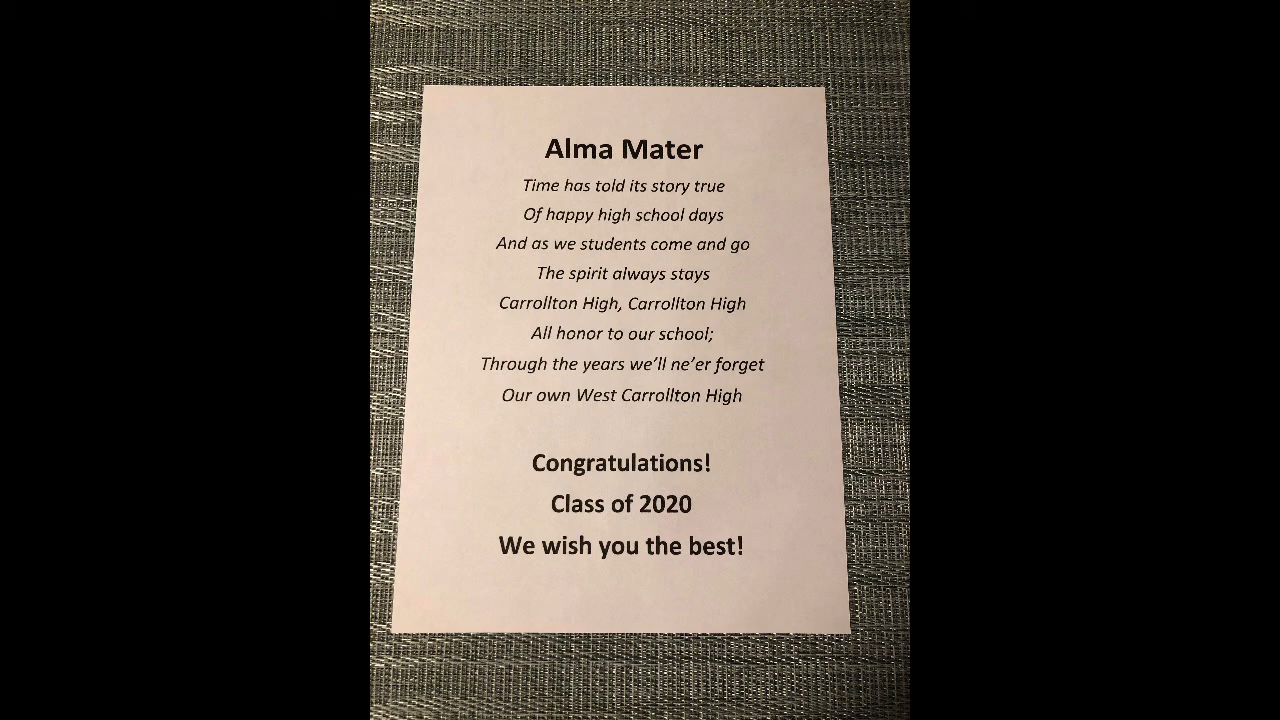 Alma Mater
Time has told its story true
Of happy high school days
And as we students come and go
The spirit always stays
Carrollton High, Carrollton High
All honor to our school;
Through the years we’ll ne’er forget
Our own West Carrollton High
Congratulations!
Class of 2020
We wish you the best!